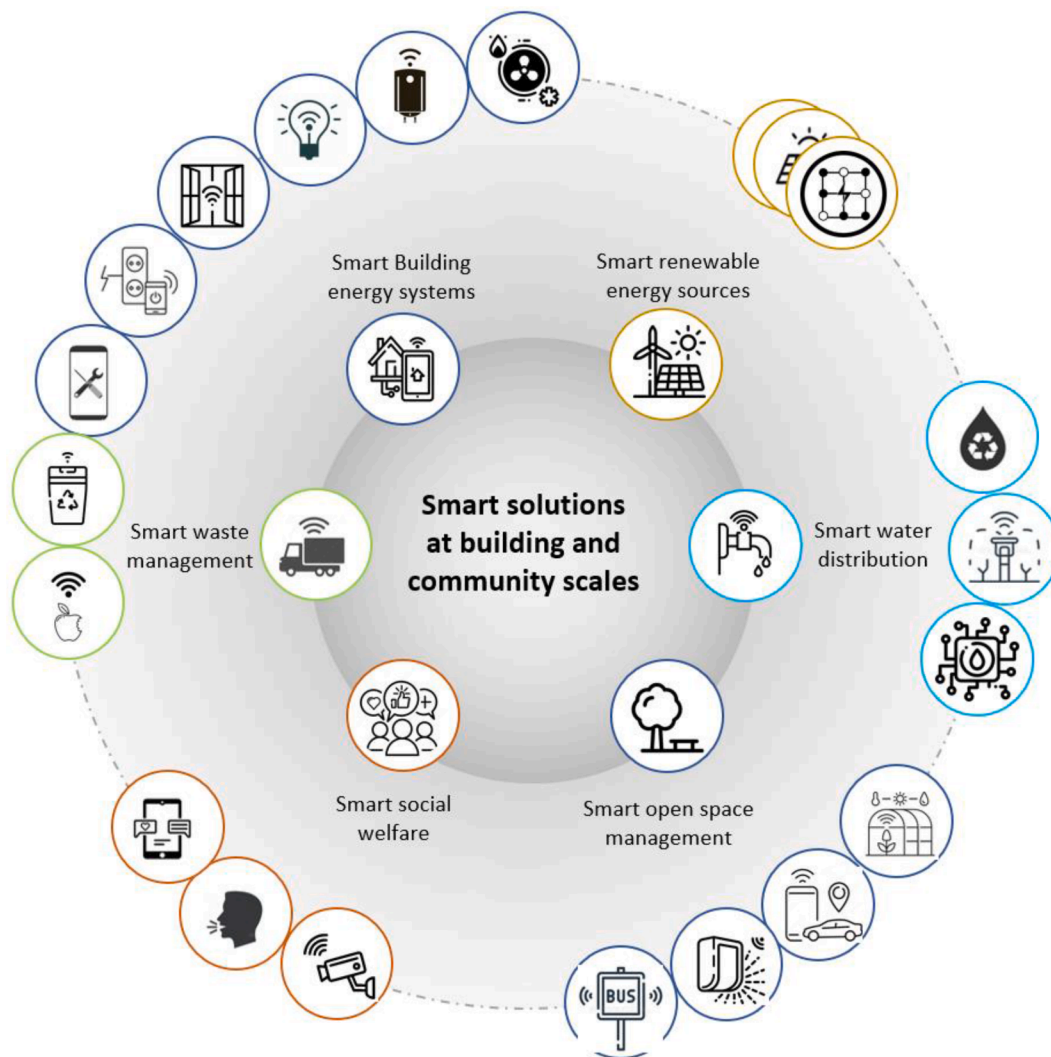 Smart Building
energy systems
Smart renewable
energy sources
Smart waste
management
Smart solutions
at building and
community scales
Smart water
distribution
Smart social
welfare
Smart open space
management
BUS